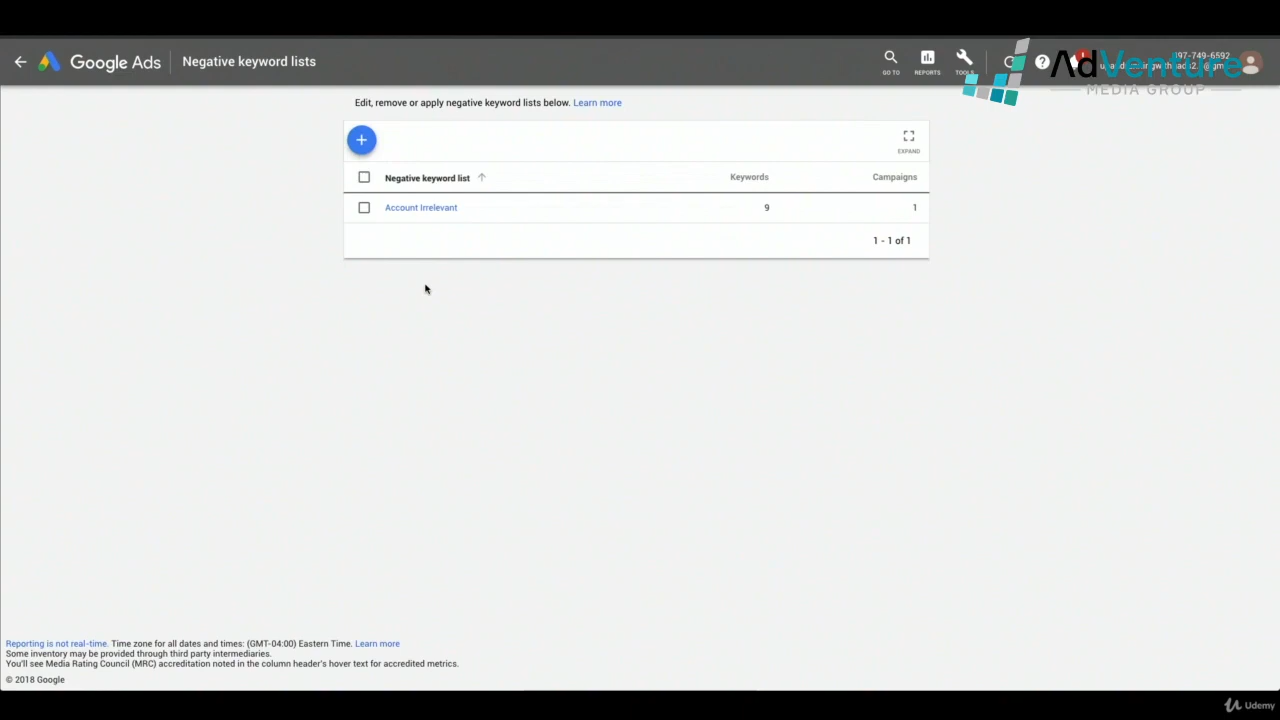 Google Ads
Negative keyword lists
GO TO
REPORTS
TOOLS
AdVenture
MEDIA GROUP
Edit, remove or apply negative keyword lists below. Learn more
EXPAND
Negative keyword list
Keywords
Campaigns
Account Irrelevant
9
1
1 - 1 of 1
Reporting is not real-time. Time zone for all dates and times: (GMT-04:00) Eastern Time. Learn more
Some inventory may be provided through third party intermediaries.
You'll see Media Rating Council (MRC) accreditation noted in the column header's hover text for accredited metrics.
© 2018 Google
Udemy